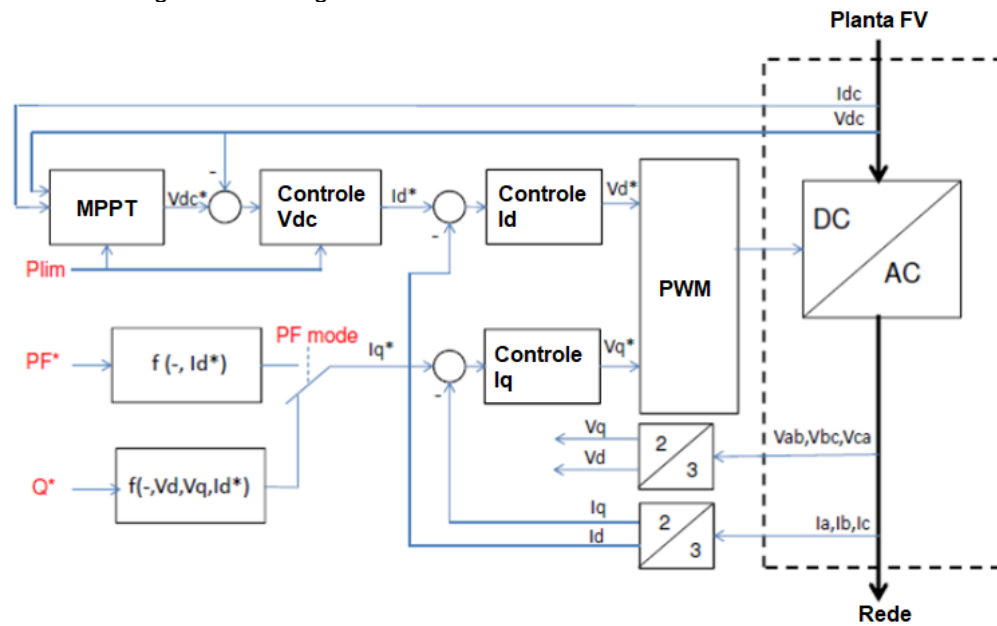 Planta FV
Idc
Vdc
-
MPPT
Vdc*
Controle
Vdc
Id*
-
Controle
Id
Vd*
PWM
DC
AC
Plim
PF mode
PF*
f (-, Id*)
Iq*
-
Controle
Iq
Vq*
Q*
f(-,Vd,Vq,Id*)
Vq
Vd
2
3
Vab,Vbc,Vca
Iq
Id
2
3
Ia,Ib,Ic
Rede